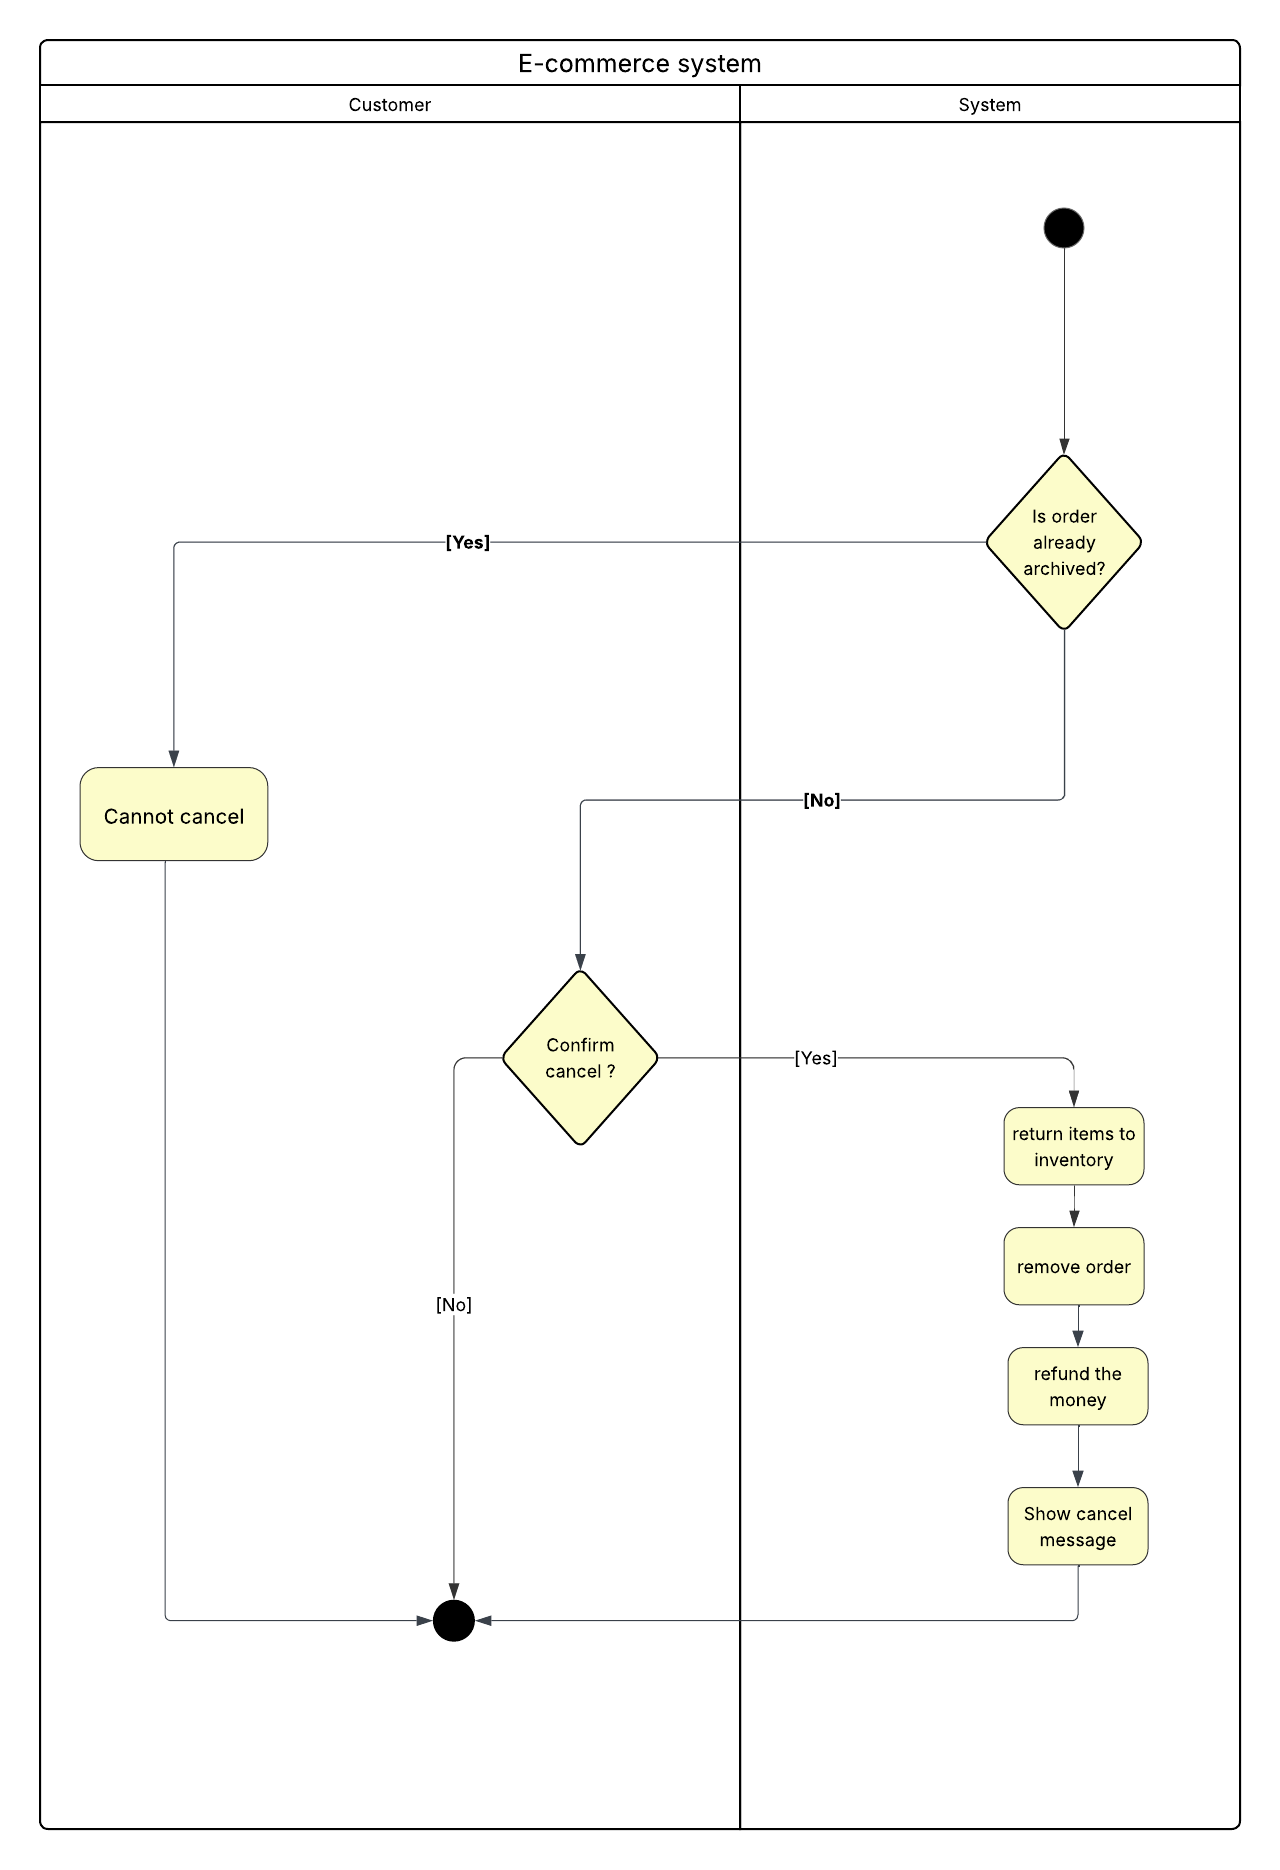 E-commerce system
Customer
System
Is order
already
archived?
[Yes]
[No]
Cannot cancel
Confirm
cancel ?
[Yes]
return items to
inventory
remove order
[No]
refund the
money
Show cancel
message